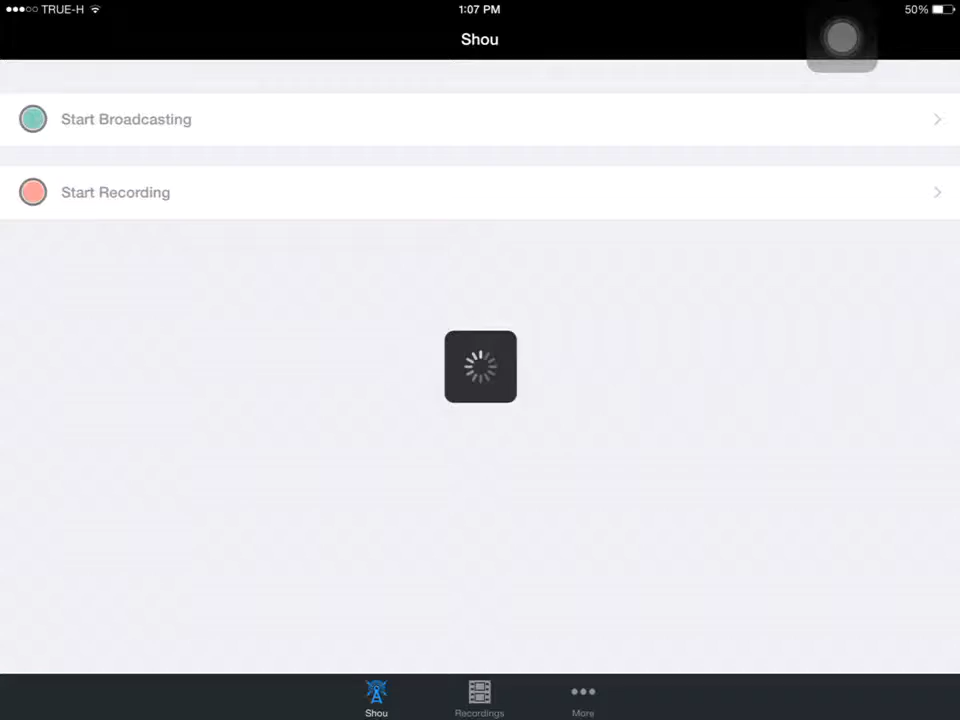 TRUE-H 1:07 PM 50%
Shou
Start Broadcasting
Start Recording
Shou Recordings More